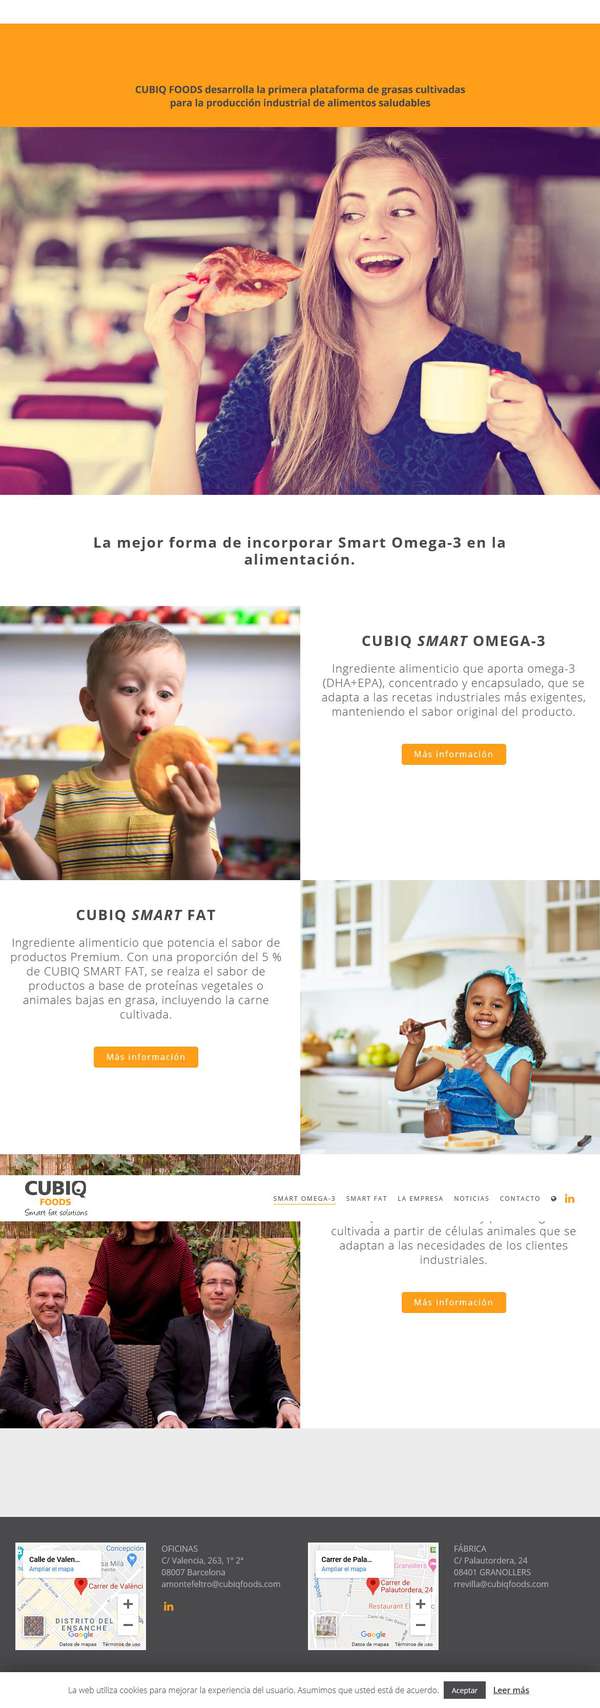 CUBIQ FOODS desarrolla la primera plataforma de grasas cultivadas
para la producción industrial de alimentos saludables
La mejor forma de incorporar Smart Omega-3 en la
alimentación.
CUBIQ SMART OMEGA-3
Ingrediente alimenticio que aporta omega-3
(DHA+EPA), concentrado y encapsulado, que se
adapta a las recetas industriales más exigentes,
manteniendo el sabor original del producto.
Más información
CUBIQ SMART FAT
Ingrediente alimenticio que potencia el sabor de
productos Premium. Con una proporción del 5 %
de CUBIQ SMART FAT, se realza el sabor de
productos a base de proteínas vegetales o
animales bajas en grasa, incluyendo la carne
cultivada.
Más información
CUBIQ
FOODS
Smart fat solutions
SMART OMEGA-3 SMART FAT LA EMPRESA NOTICIAS CONTACTO
cultivada a partir de células animales que se
adaptan a las necesidades de los clientes
industriales.
Más información
Calle de Valen...
Ampliar el mapa
Concepción
Carrer de Valènci
DISTRITO DEL
ENSANCHE
Google
Datos de mapas Términos de uso
OFICINAS
C/ Valencia, 263, 1º 2ª
08007 Barcelona
amontefeltro@cubiqfoods.com
Carrer de Pala...
Ampliar el mapa
Granollers
Carrer de
Palautordera, 24
Restaurant El
Google
Datos de mapas Términos de uso
FÁBRICA
C/ Palautordera, 24
08401 GRANOLLERS
rrevilla@cubiqfoods.com
La web utiliza cookies para mejorar la experiencia del usuario. Asumimos que usted está de acuerdo. Aceptar Leer más